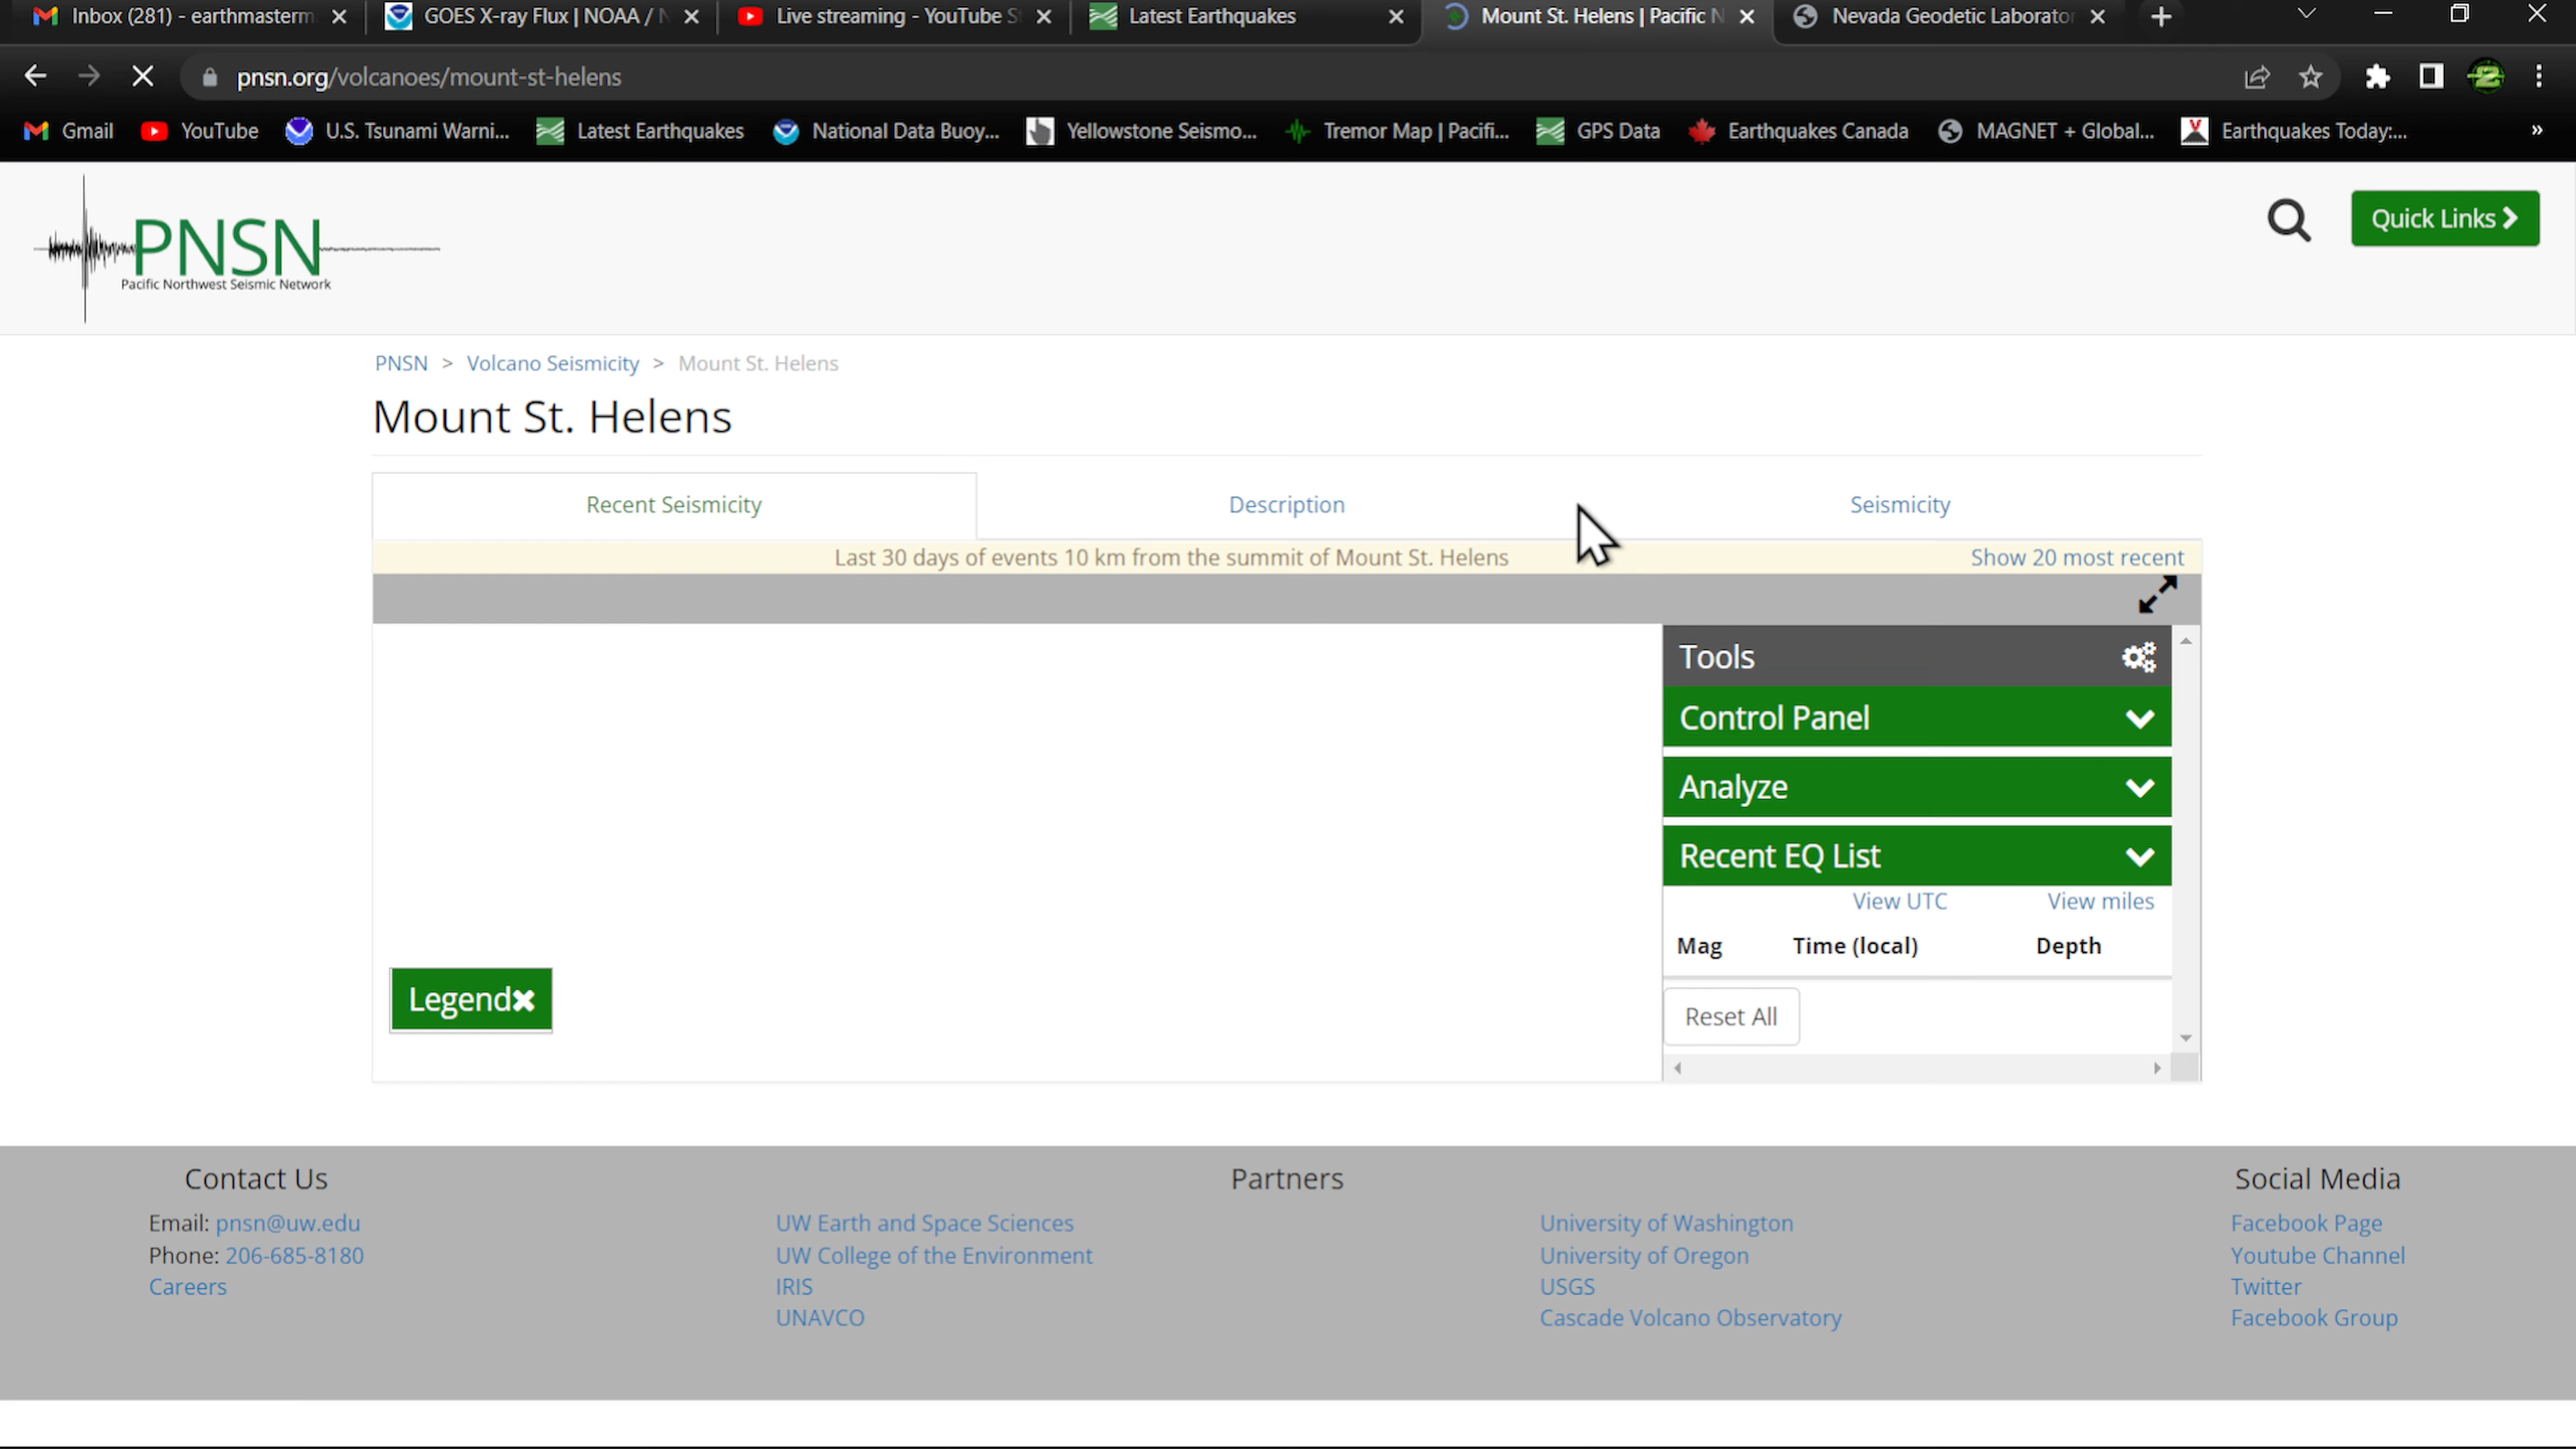 Inbox (281) - earthmasterm
GOES X-ray Flux | NOAA / N
Live streaming - YouTube S
Latest Earthquakes
Mount St. Helens | Pacific N
Nevada Geodetic Laborator
pnsn.org/volcanoes/mount-st-helens
Gmail
YouTube
U.S. Tsunami Warni...
Latest Earthquakes
National Data Buoy...
Yellowstone Seismo...
Tremor Map | Pacifi...
GPS Data
Earthquakes Canada
MAGNET + Global...
Earthquakes Today:...
»
PNSN
Pacific Northwest Seismic Network
Quick Links
PNSN > Volcano Seismicity > Mount St. Helens
Mount St. Helens
Recent Seismicity
Description
Seismicity
Last 30 days of events 10 km from the summit of Mount St. Helens
Show 20 most recent
Tools
Control Panel
Analyze
Recent EQ List
View UTC
View miles
Mag Time (local) Depth
Reset All
Legend
Contact Us
Email: pnsn@uw.edu
Phone: 206-685-8180
Careers
Partners
UW Earth and Space Sciences
UW College of the Environment
IRIS
UNAVCO
University of Washington
University of Oregon
USGS
Cascade Volcano Observatory
Social Media
Facebook Page
Youtube Channel
Twitter
Facebook Group